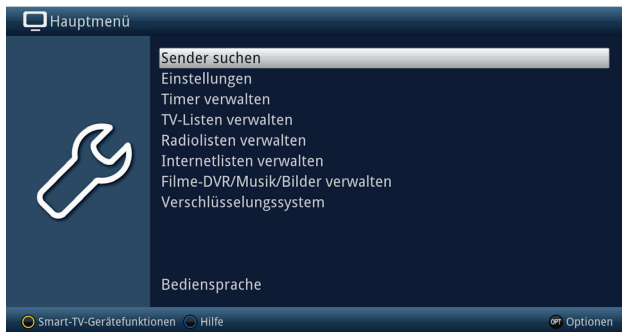 Hauptmenü
Sender suchen
Einstellungen
Timer verwalten
TV-Listen verwalten
Radiolisten verwalten
Internetlisten verwalten
Filme-DVR/Musik/Bilder verwalten
Verschlüsselungssystem
Bediensprache
Smart-TV-Gerätefunktionen Hilfe OPT Optionen